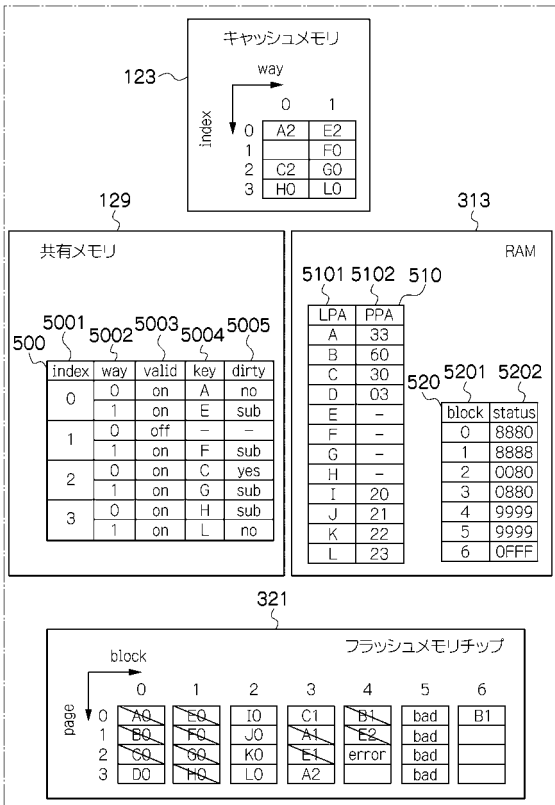 キャッシュメモリ
123
way
index
0 1
0 A2 E2
1 F0
2 C2 G0
3 H0 L0
129
共有メモリ
500 5001 5002 5003 5004 5005
index way valid key dirty
0 0 on A no
1 on E sub
1 0 off - -
1 on F sub
2 0 on C yes
1 on G sub
3 0 on H sub
1 on L no
313
RAM
5101 5102 510
LPA PPA
A 33
B 60
C 30
D 03
E -
F -
G -
H -
I 20
J 21
K 22
L 23
520 5201 5202
block status
0 8880
1 8888
2 0080
3 0880
4 9999
5 9999
6 0FFF
321
フラッシュメモリチップ
block
page
0 1 2 3 4 5 6
0 A0 E0 I0 C1 B1 bad B1
1 B0 F0 J0 A1 E2 bad
2 C0 G0 K0 E1 error bad
3 D0 H0 L0 A2 bad